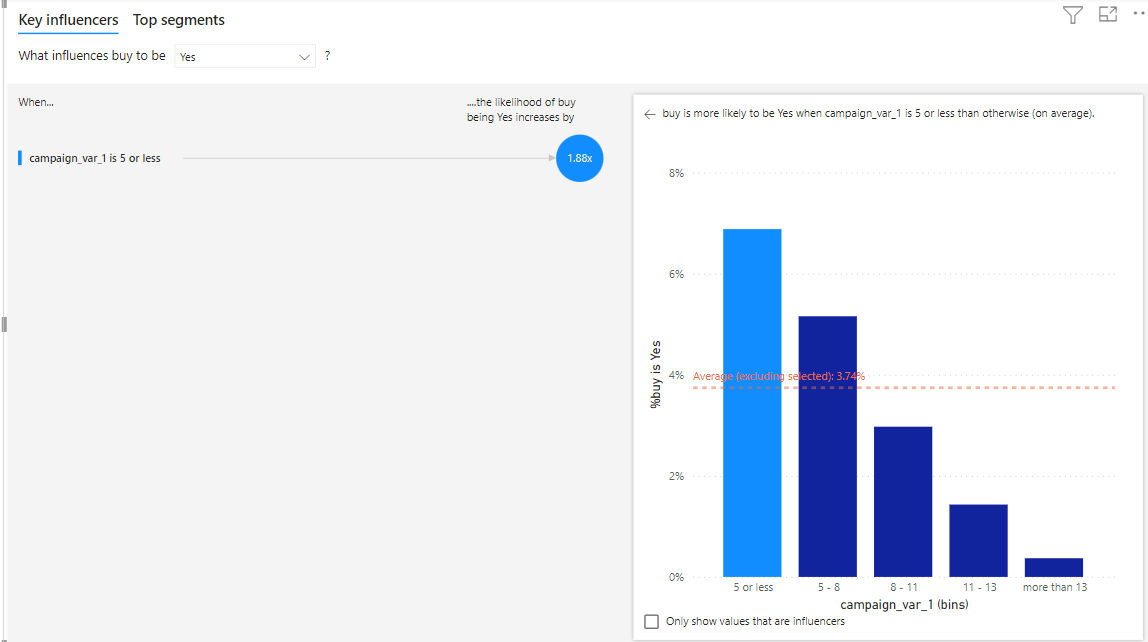 Key influencers Top segments
What influences buy to be Yes ?
When...
....the likelihood of buy
being Yes increases by
campaign_var_1 is 5 or less
1.88x
buy is more likely to be Yes when campaign_var_1 is 5 or less than otherwise (on average).
8%
6%
4%
2%
0%
%buy is Yes
Average (excluding selected): 3.74%
5 or less 5 - 8 8 - 11 11 - 13 more than 13
campaign_var_1 (bins)
Only show values that are influencers